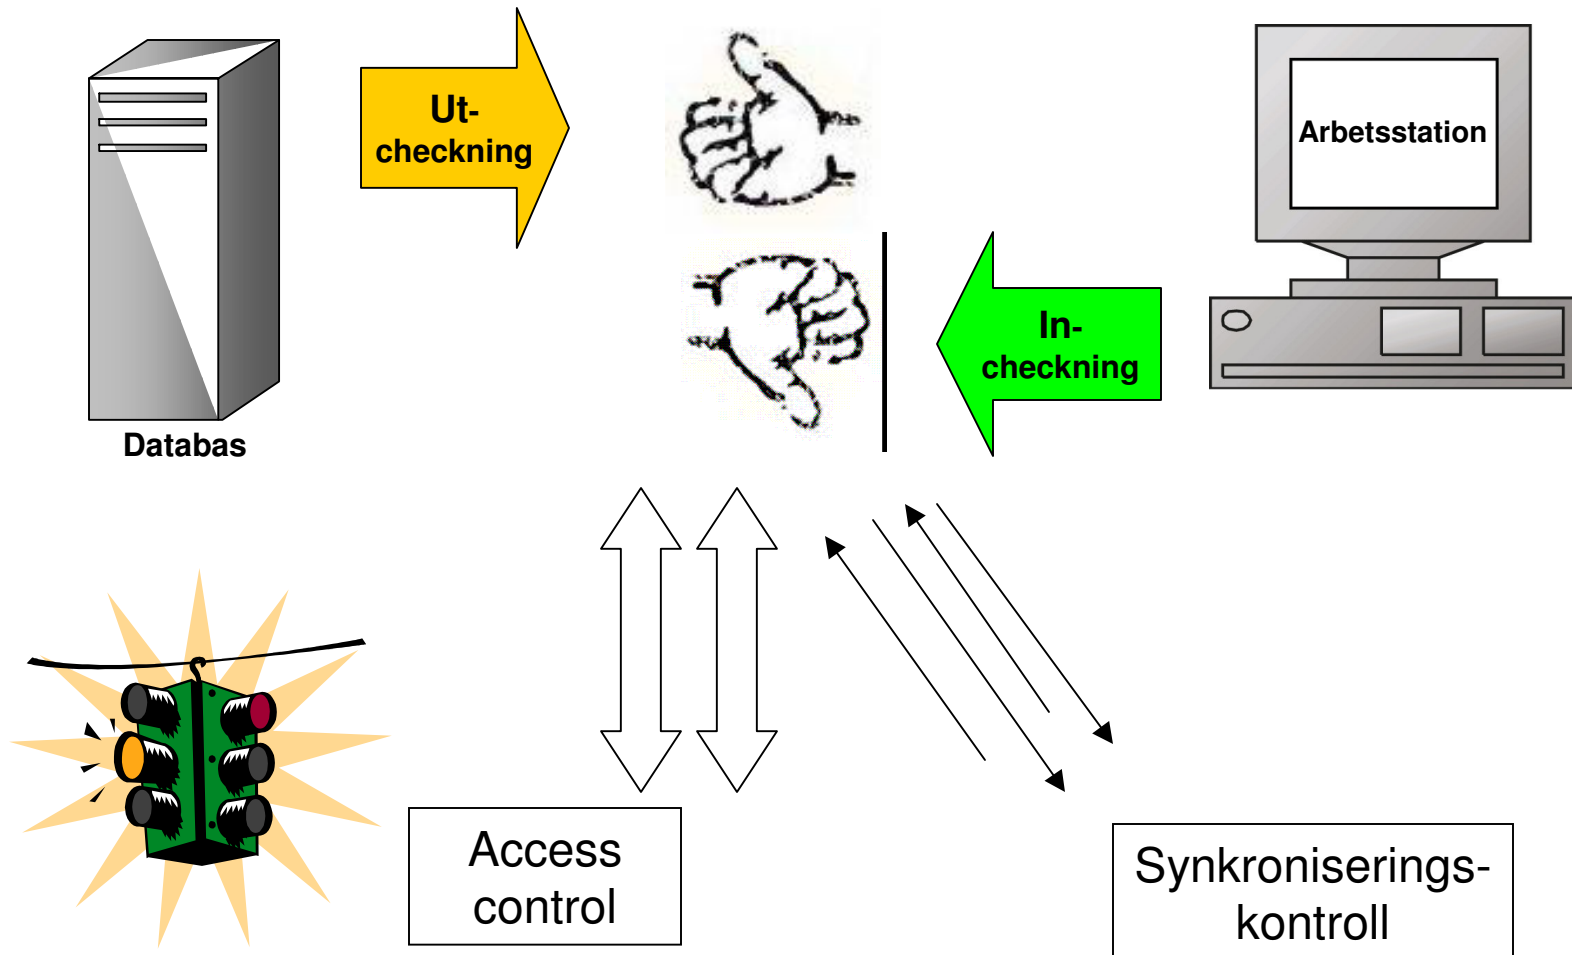 Ut-
checkning
Arbetsstation
In-
checkning
Databas
Access
control
Synkroniserings-
kontroll